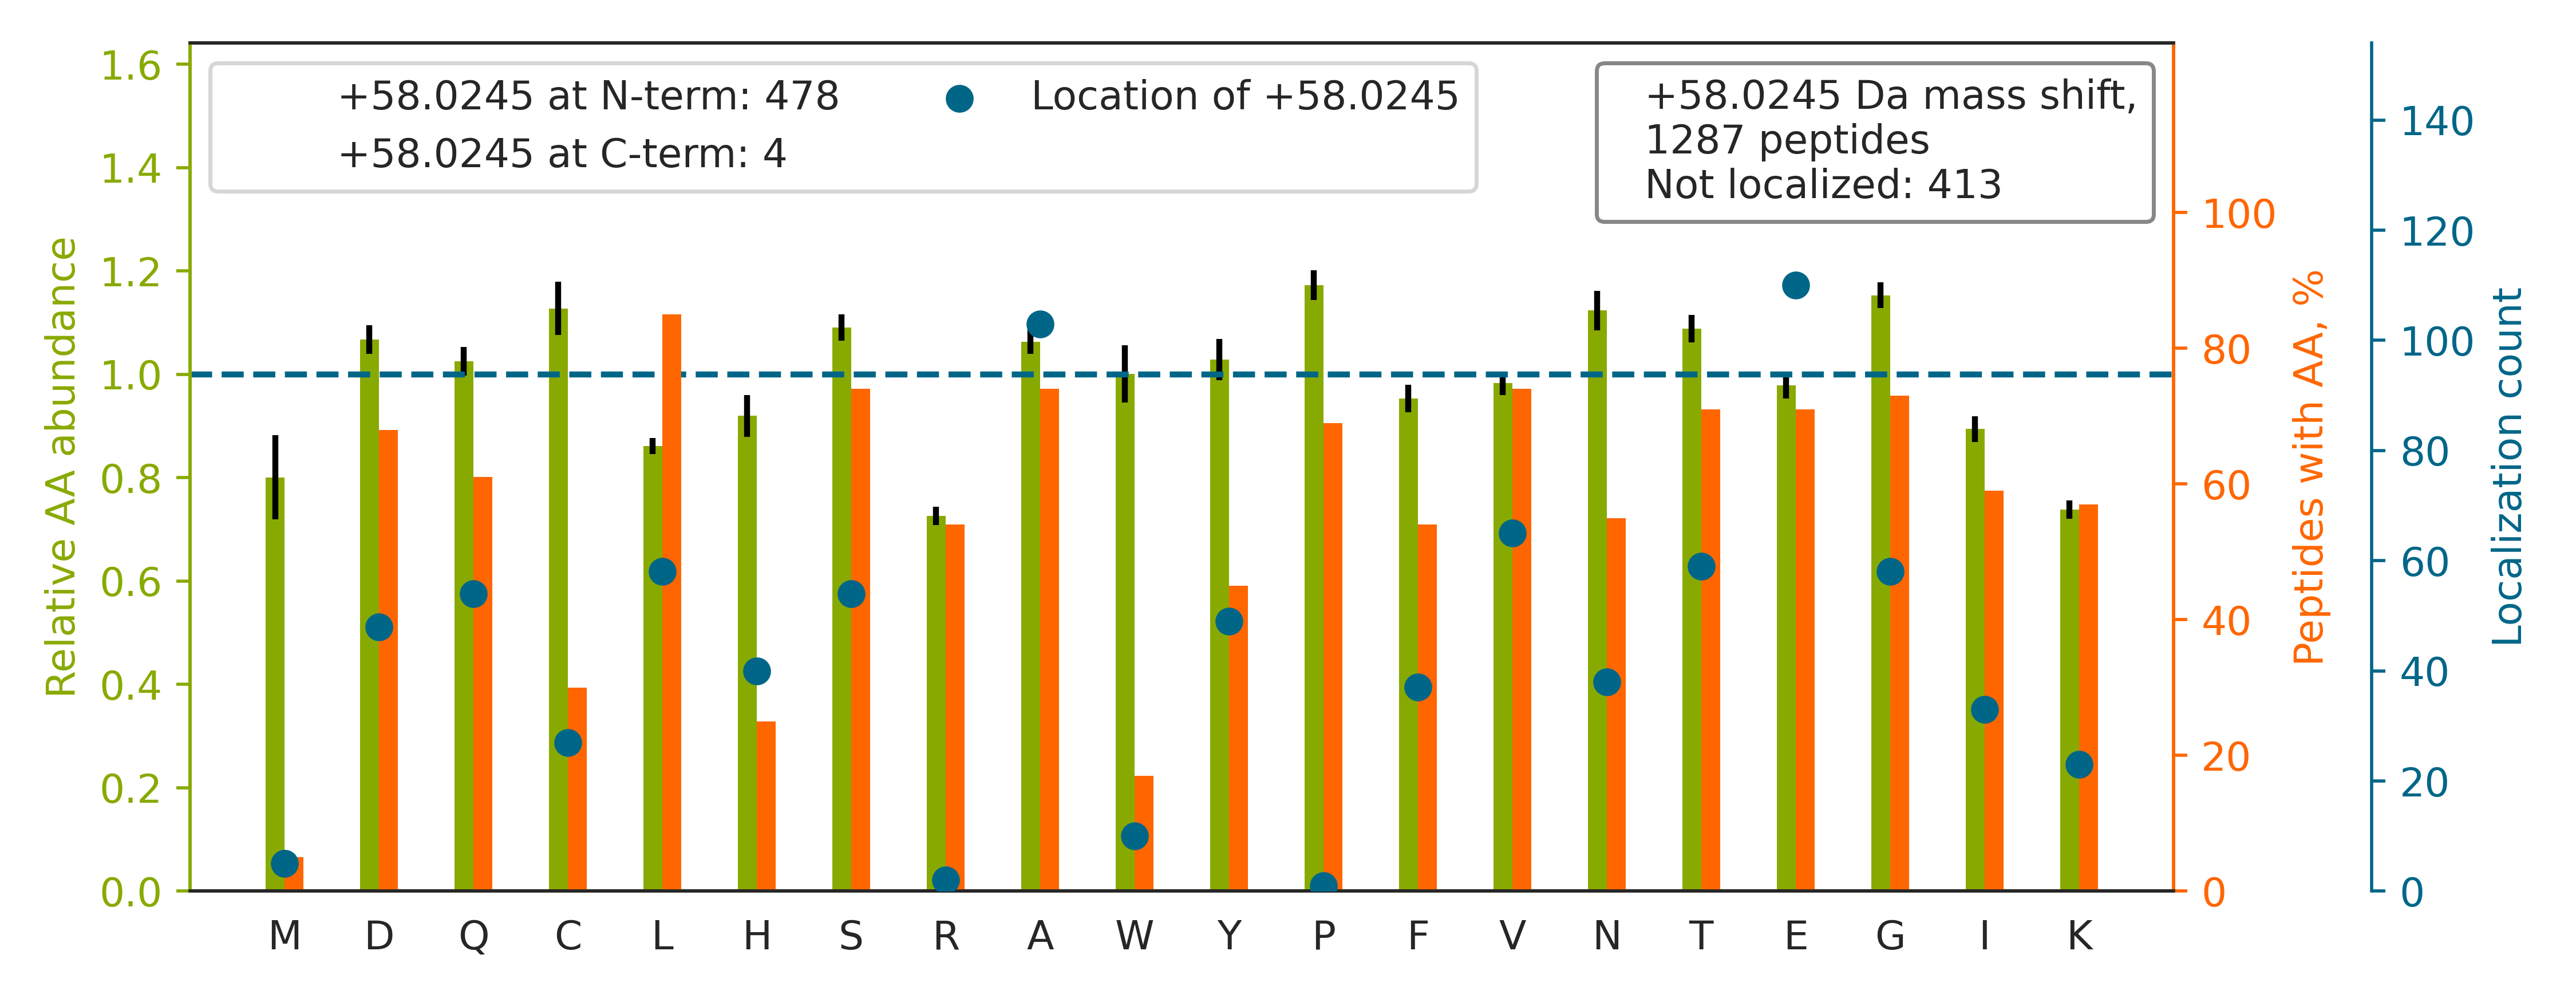 +58.0245 at N-term: 478
+58.0245 at C-term: 4
Location of +58.0245
+58.0245 Da mass shift,
1287 peptides
Not localized: 413
Relative AA abundance
1.6
1.4
1.2
1.0
0.8
0.6
0.4
0.2
0.0
M D Q C L H S R A W Y P F V N T E G I K
100
80
60
40
20
0
Peptides with AA, %
140
120
100
80
60
40
20
0
Localization count